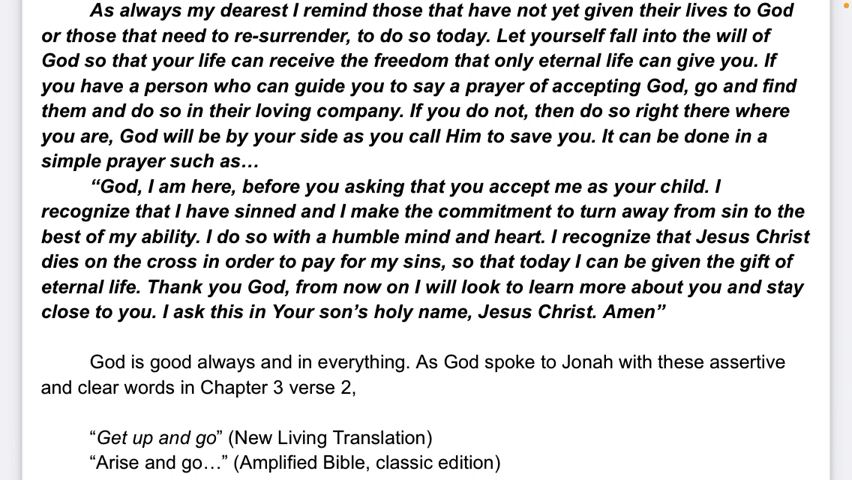 As always my dearest I remind those that have not yet given their lives to God
or those that need to re-surrender, to do so today. Let yourself fall into the will of
God so that your life can receive the freedom that only eternal life can give you. If
you have a person who can guide you to say a prayer of accepting God, go and find
them and do so in their loving company. If you do not, then do so right there where
you are, God will be by your side as you call Him to save you. It can be done in a
simple prayer such as…
“God, I am here, before you asking that you accept me as your child. I
recognize that I have sinned and I make the commitment to turn away from sin to the
best of my ability. I do so with a humble mind and heart. I recognize that Jesus Christ
dies on the cross in order to pay for my sins, so that today I can be given the gift of
eternal life. Thank you God, from now on I will look to learn more about you and stay
close to you. I ask this in Your son’s holy name, Jesus Christ. Amen”
God is good always and in everything. As God spoke to Jonah with these assertive
and clear words in Chapter 3 verse 2,
“Get up and go” (New Living Translation)
“Arise and go…” (Amplified Bible, classic edition)